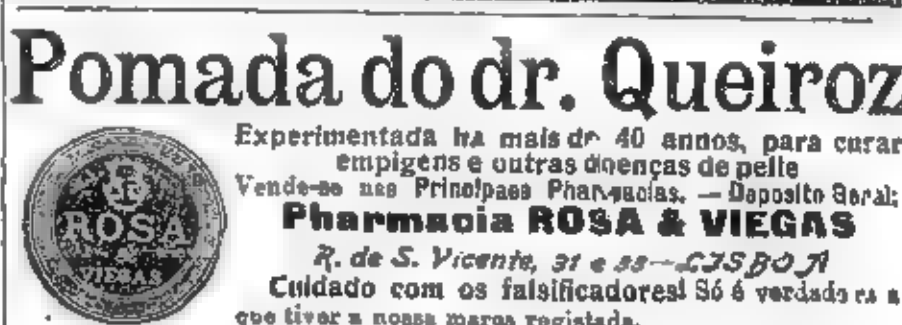 Pomada do dr. Queiroz
Experimentada ha mais de 40 annos, para curar
empigens e outras doenças de pelle
Vende-se nas Principaes Pharmacias. — Deposito Geral:
Pharmacia ROSA & VIEGAS
R. de S. Vicente, 31 e 33—LISBOA
Cuidado com os falsificadores! Só é verdadeira a
que tiver a nossa marca registada.
ROSA
&
VIEGAS